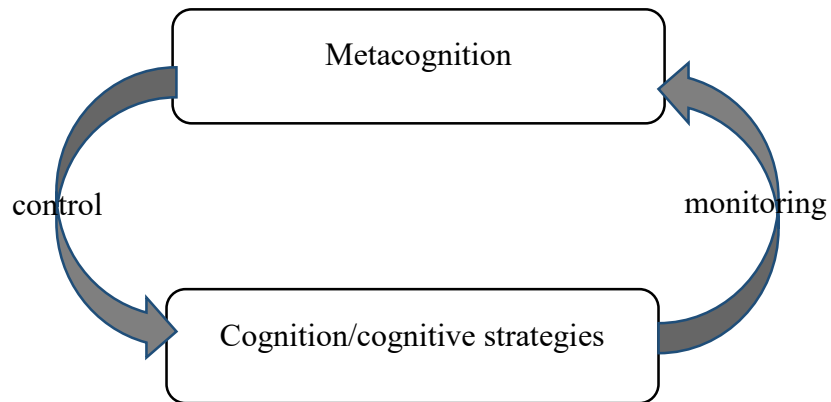 Metacognition
control
monitoring
Cognition/cognitive strategies